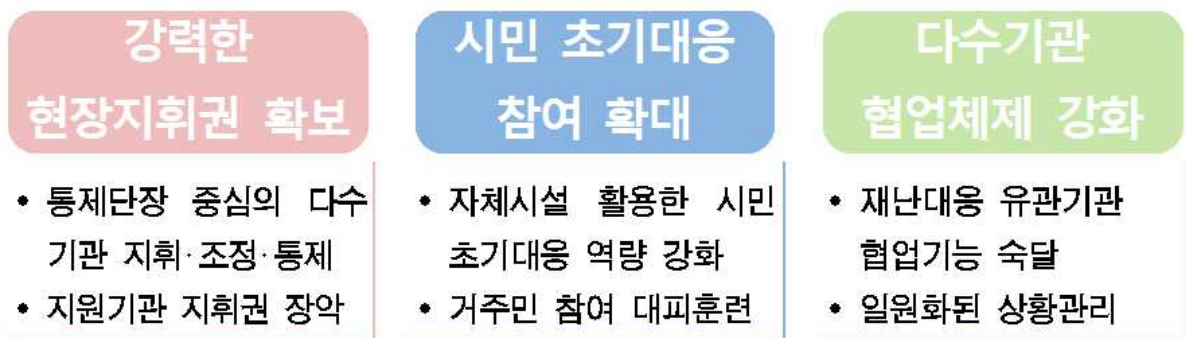 강력한
현장지휘권 확보
• 통제단장 중심의 다수
기관 지휘·조정·통제
• 지원기관 지휘권 장악
시민 초기대응
참여 확대
• 자체시설 활용한 시민
초기대응 역량 강화
• 거주민 참여 대피훈련
다수기관
협업체제 강화
• 재난대응 유관기관
협업기능 숙달
• 일원화된 상황관리